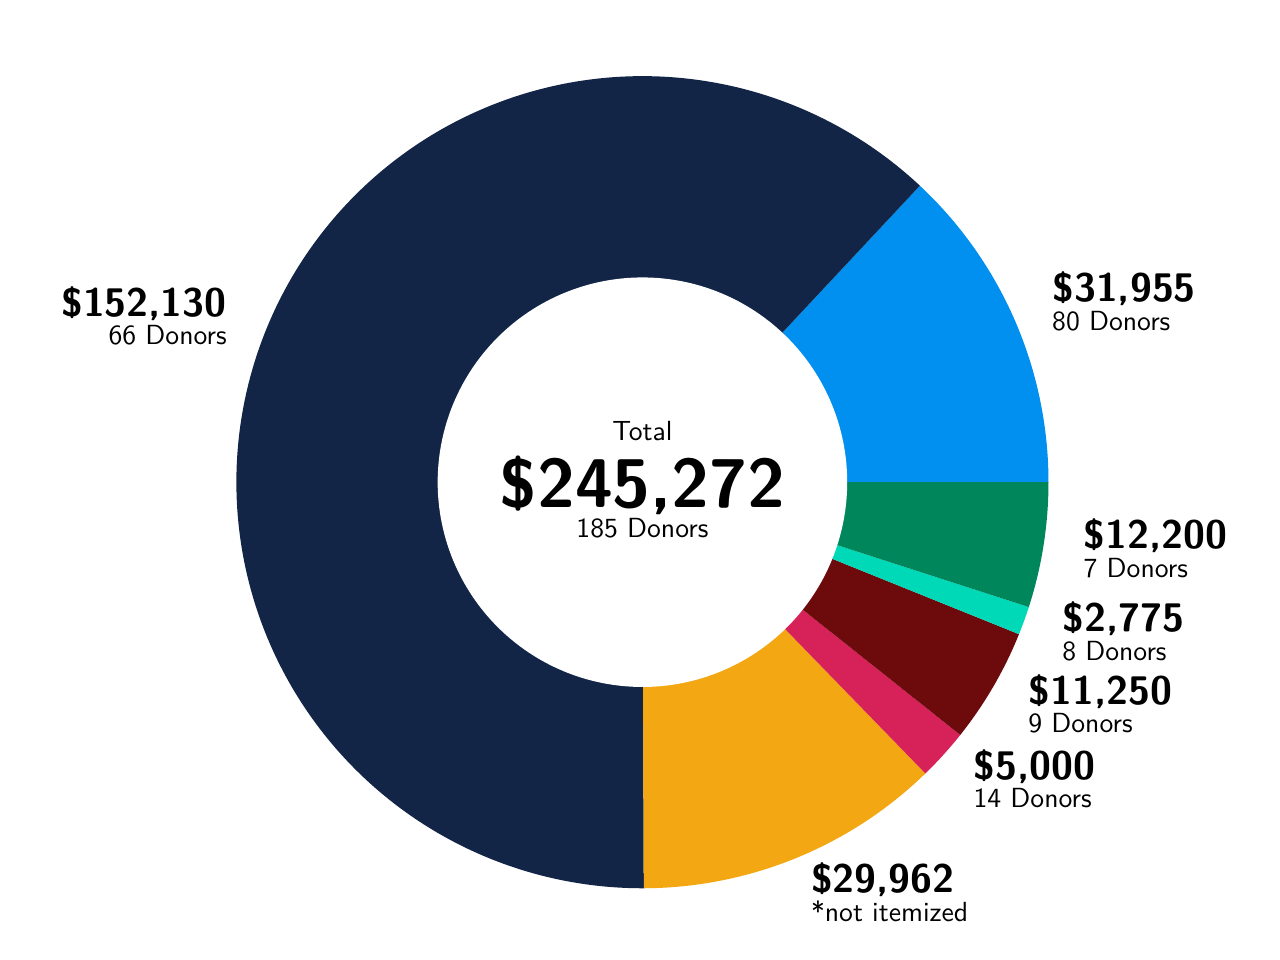 $152,130
66 Donors
$31,955
80 Donors
Total
$245,272
185 Donors
$12,200
7 Donors
$2,775
8 Donors
$11,250
9 Donors
$5,000
14 Donors
$29,962
*not itemized